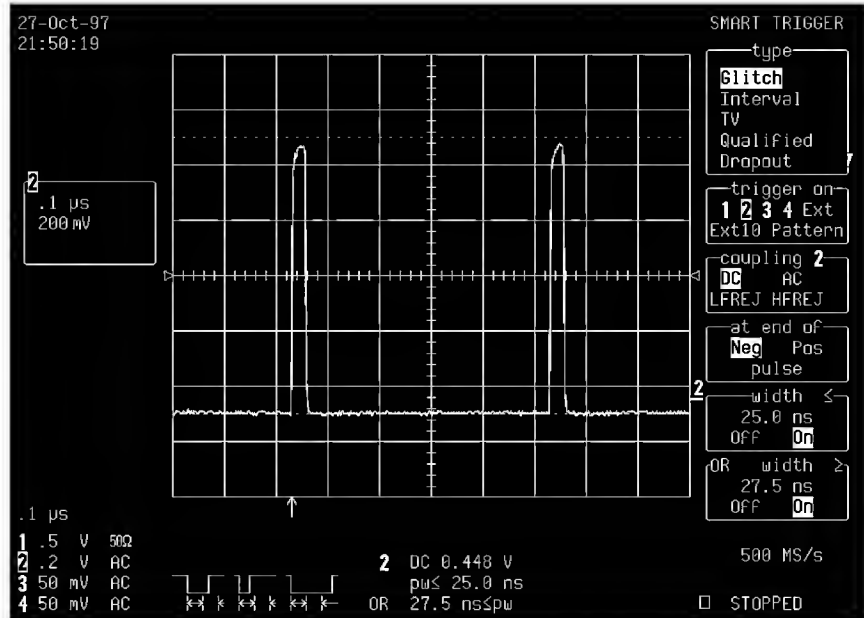 27-Oct-97
21:50:19
SMART TRIGGER
type
Glitch
Interval
TV
Qualified
Dropout
2
.1 µs
200 mV
trigger on
1 2 3 4 Ext
Ext10 Pattern
coupling 2
DC AC
LFREJ HFREJ
at end of
Neg Pos
pulse
2
width ≤
25.0 ns
Off On
OR width ≥
27.5 ns
Off On
.1 µs
1 .5 V 50Ω
2 .2 V AC
3 50 mV AC
4 50 mV AC
2 DC 0.448 V
pw≤ 25.0 ns
OR 27.5 ns≤pw
500 MS/s
STOPPED